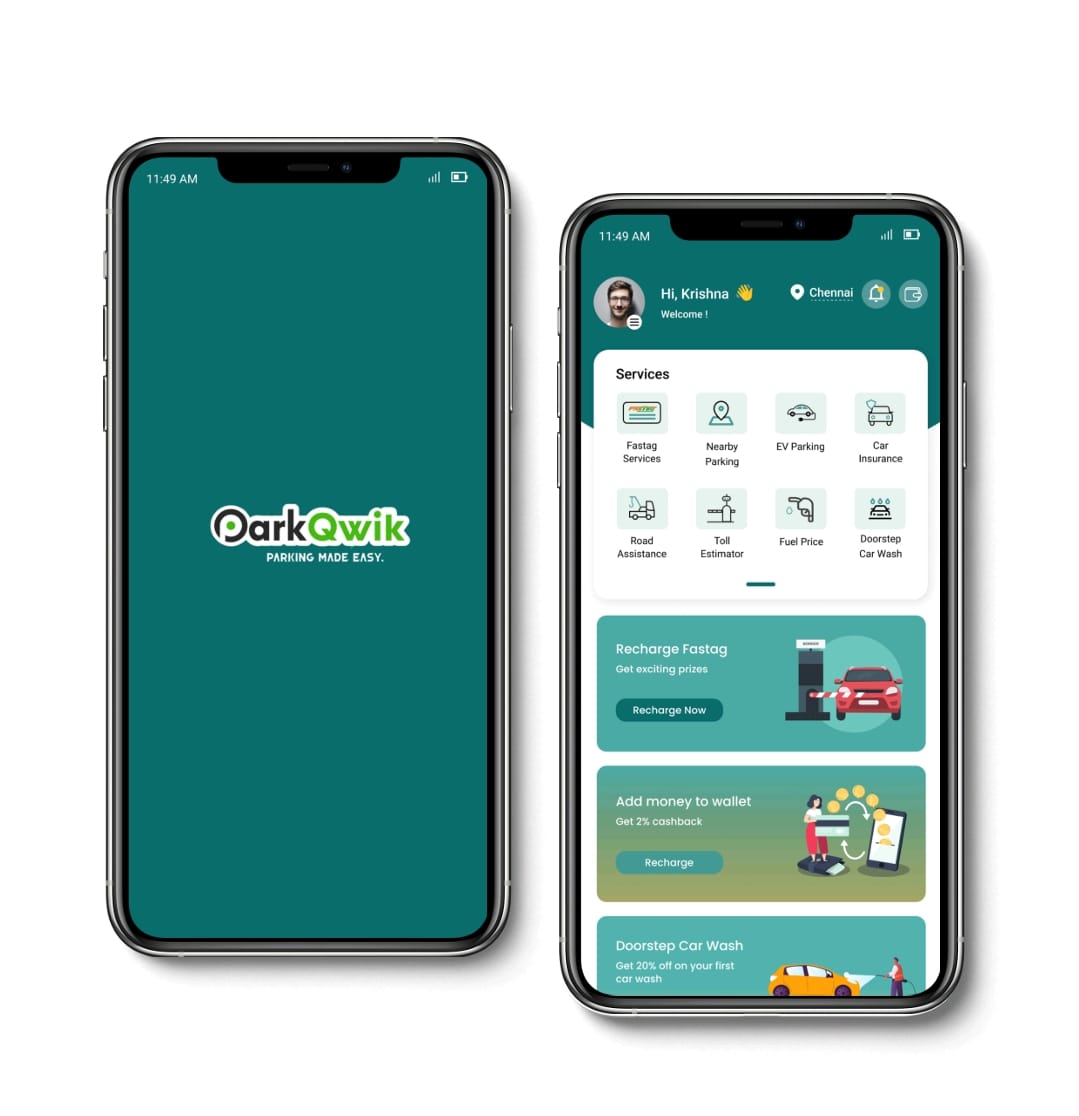 11:49 AM
ParkQwik
PARKING MADE EASY.
11:49 AM
Hi, Krishna 👋
Welcome !
Chennai
Services
FASTAG
Fastag
Services
Nearby
Parking
EV Parking
Car
Insurance
Road
Assistance
Toll
Estimator
Fuel Price
Doorstep
Car Wash
Recharge Fastag
Get exciting prizes
Recharge Now
Add money to wallet
Get 2% cashback
Recharge
Doorstep Car Wash
Get 20% off on your first
car wash